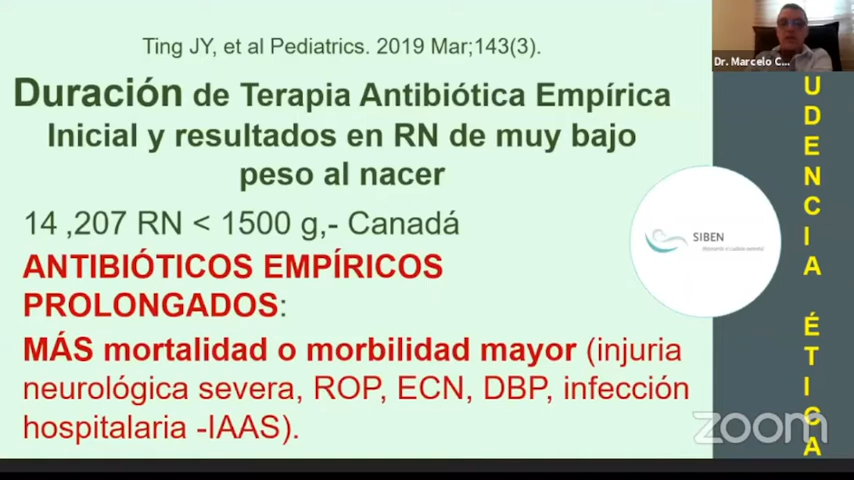 Ting JY, et al Pediatrics. 2019 Mar;143(3).
Duración de Terapia Antibiótica Empírica
Inicial y resultados en RN de muy bajo
peso al nacer
14 ,207 RN < 1500 g,- Canadá
ANTIBIÓTICOS EMPÍRICOS
PROLONGADOS:
MÁS mortalidad o morbilidad mayor (injuria
neurológica severa, ROP, ECN, DBP, infección
hospitalaria -IAAS).
SIBEN
Dr. Marcelo C...
UDENCIA ÉTICA
zoom